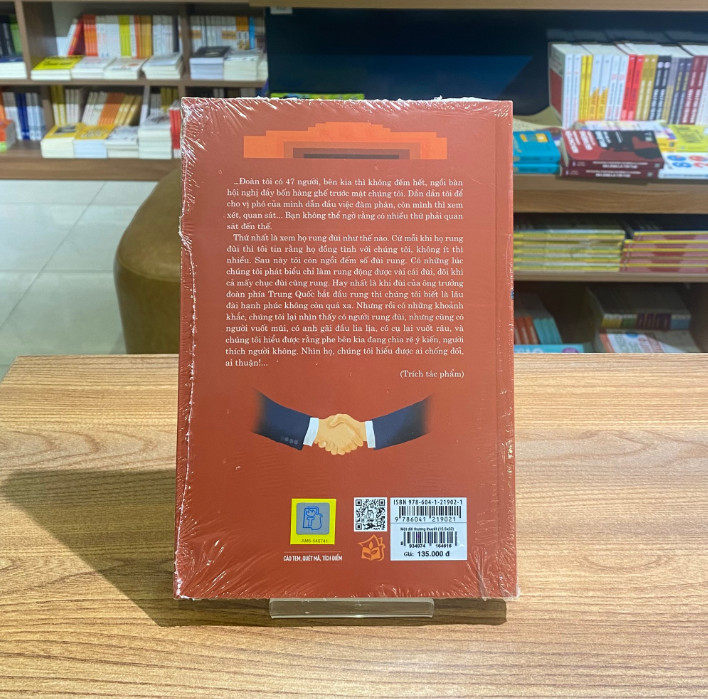 ...Đoàn tôi có 47 người, bên kia thì không đếm hết, ngồi bàn
hội nghị đầy bốn hàng ghế trước mặt chúng tôi. Dần dần tôi để
cho vị phó của mình dẫn đầu việc đàm phán, còn mình thì xem
xét, quan sát... Bạn không thể ngờ rằng có nhiều thứ phải quan
sát đến thế.
Thứ nhất là xem họ rung đùi như thế nào. Cứ mỗi khi họ rung
đùi thì tôi tin rằng họ đồng tình với chúng tôi, không ít thì
nhiều. Sau này tôi còn ngồi đếm số đùi rung. Có những lúc
chúng tôi phát biểu chỉ làm rung động được vài cái đùi, đôi khi
cả mấy chục đùi cùng rung. Hay nhất là khi đùi của ông trưởng
đoàn phía Trung Quốc bắt đầu rung thì chúng tôi biết là lâu
đài hạnh phúc không còn quá xa. Nhưng rồi có những khoảnh
khắc, chúng tôi lại nhìn thấy có người rung đùi, nhưng cũng có
người vuốt mũi, có anh gãi đầu lia lịa, có cụ lại vuốt râu, và
chúng tôi hiểu được rằng phe bên kia đang chia rẽ ý kiến, người
thích người không. Nhìn họ, chúng tôi hiểu được ai chống đối,
ai thuận!...
(Trích tác phẩm)
ISBN 978-604-1-21902-1
9 786041 219021
8 934974 184818
Giá: 135.000 đ
CÀO TEM, QUÉT MÃ, TÍCH ĐIỂM